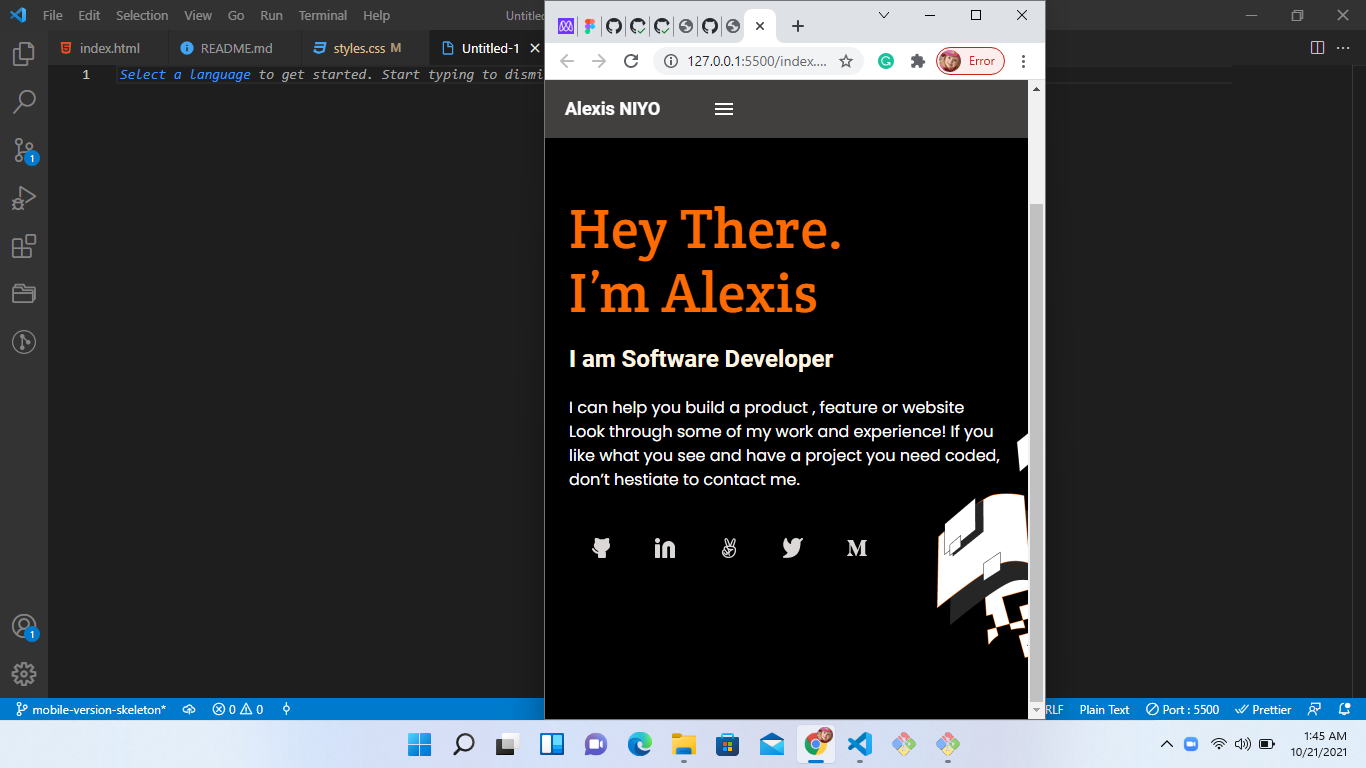 File Edit Selection View Go Run Terminal Help Untitled-
index.html README.md styles.css M Untitled-1
1 Select a language to get started. Start typing to dismi
127.0.0.1:5500/index.... Error
Alexis NIYO
Hey There.
I’m Alexis
I am Software Developer
I can help you build a product , feature or website
Look through some of my work and experience! If you
like what you see and have a project you need coded,
don’t hestiate to contact me.
1
1
mobile-version-skeleton* 0 0 RLF Plain Text Port : 5500 Prettier
1:45 AM
10/21/2021